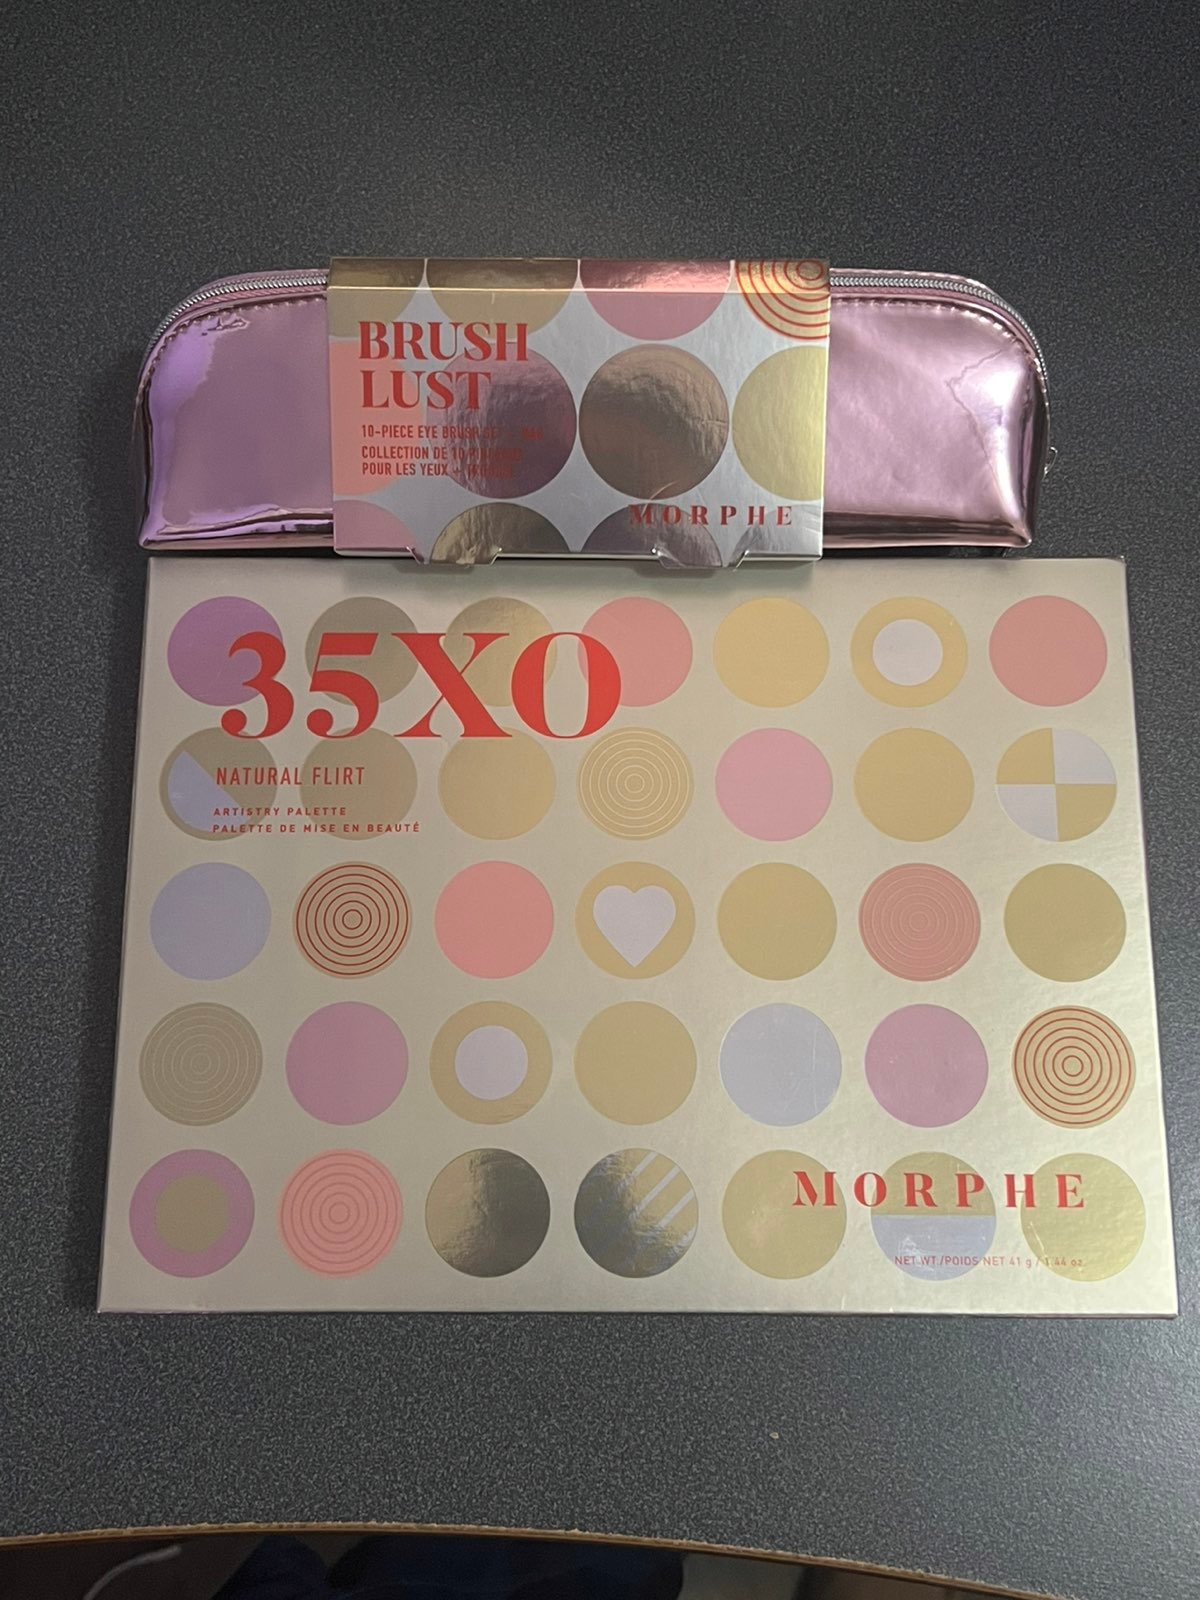 BRUSH
LUST
10-PIECE EYE BRUSH SET + BAG
COLLECTION DE 10
POUR LES YEUX +
MORPHE
35XO
NATURAL FLIRT
ARTISTRY PALETTE
PALETTE DE MISE EN BEAUTÉ
MORPHE
NET WT./POIDS NET 41 g / 1.44 oz